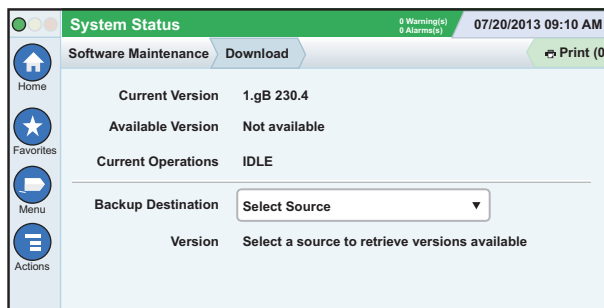 System Status
0 Warning(s)
0 Alarms(s)
07/20/2013 09:10 AM
Software Maintenance
Download
Print (0
Home
Favorites
Menu
Actions
Current Version 1.gB 230.4
Available Version Not available
Current Operations IDLE
Backup Destination Select Source
Version Select a source to retrieve versions available